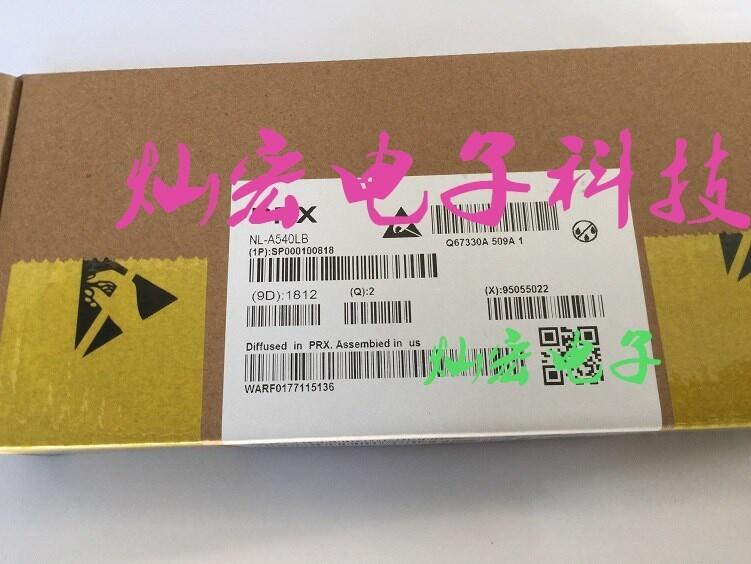 灿宏电子科技
PRX
NL-A540LB
(1P):SP000100818
Q67330A 509A 1
(9D):1812
(Q):2
(X):95055022
Diffused in PRX. Assembied in us
灿宏电子
WARF0177115136